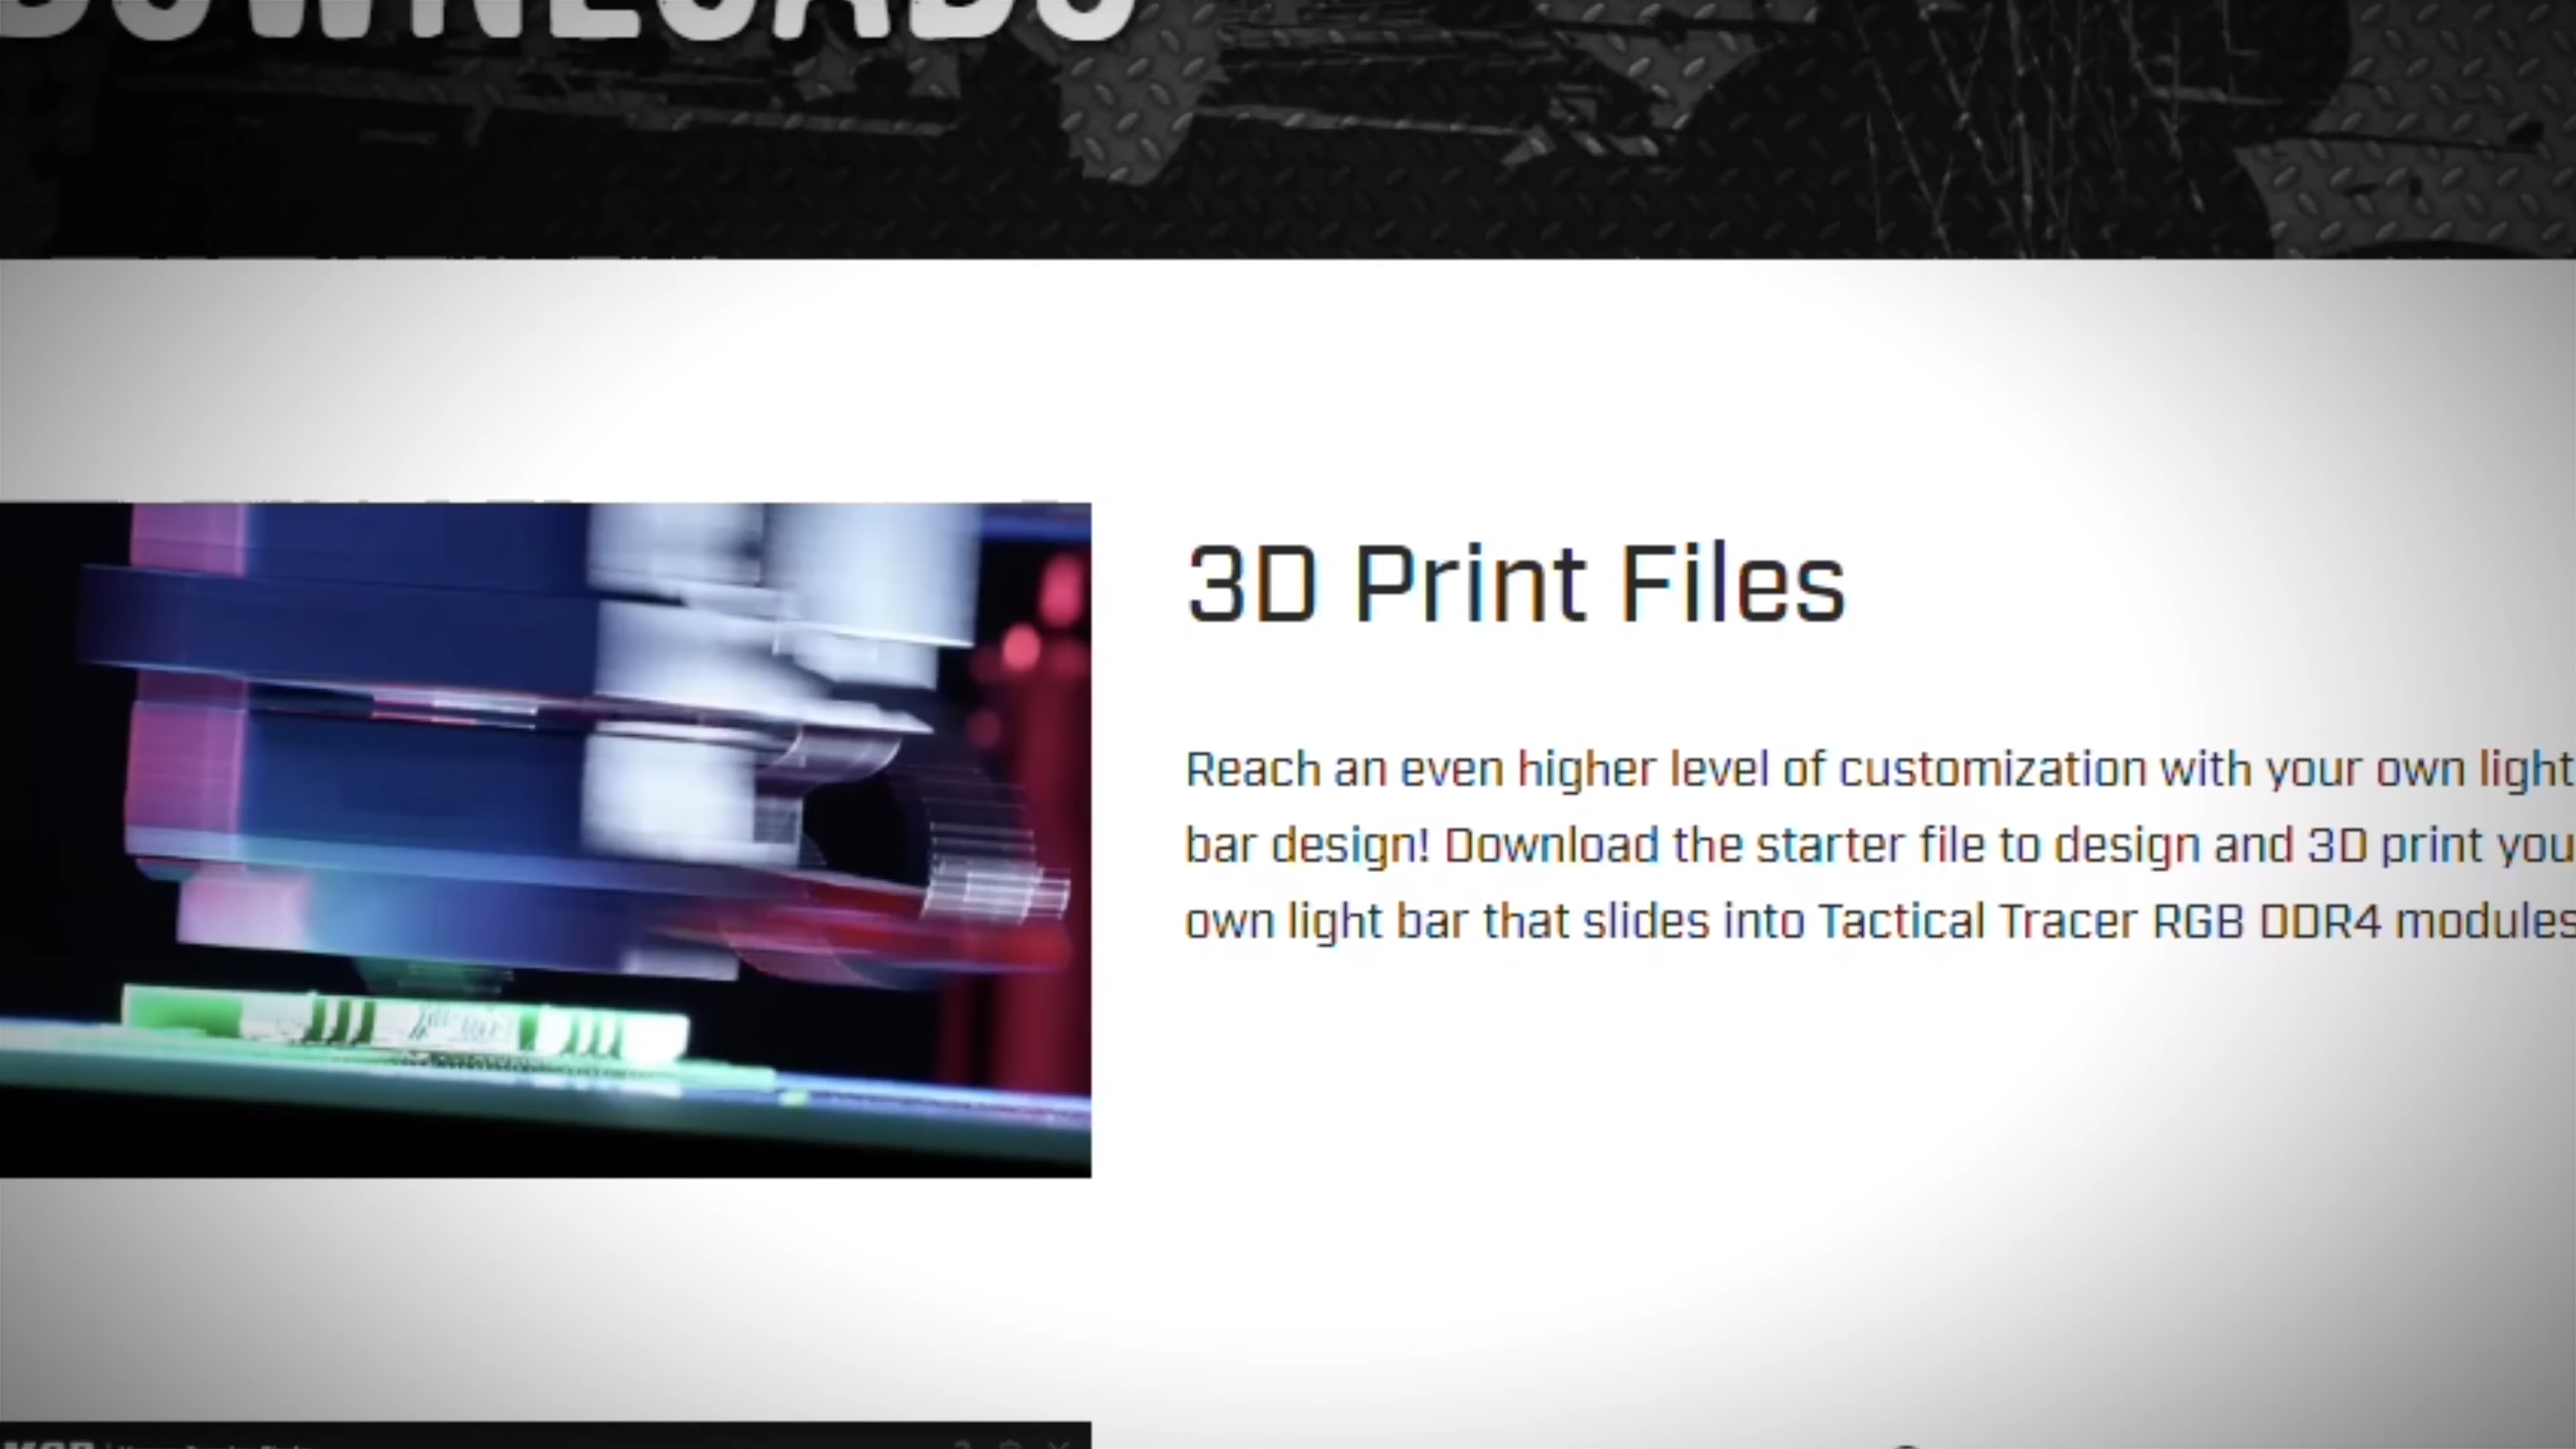 DOWNLOADS
3D Print Files
Reach an even higher level of customization with your own light
bar design! Download the starter file to design and 3D print you
own light bar that slides into Tactical Tracer RGB DDR4 modules